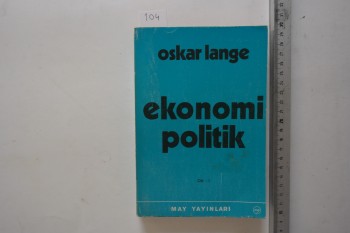 104
oskar lange
ekonomi
politik
MAY YAYINLARI